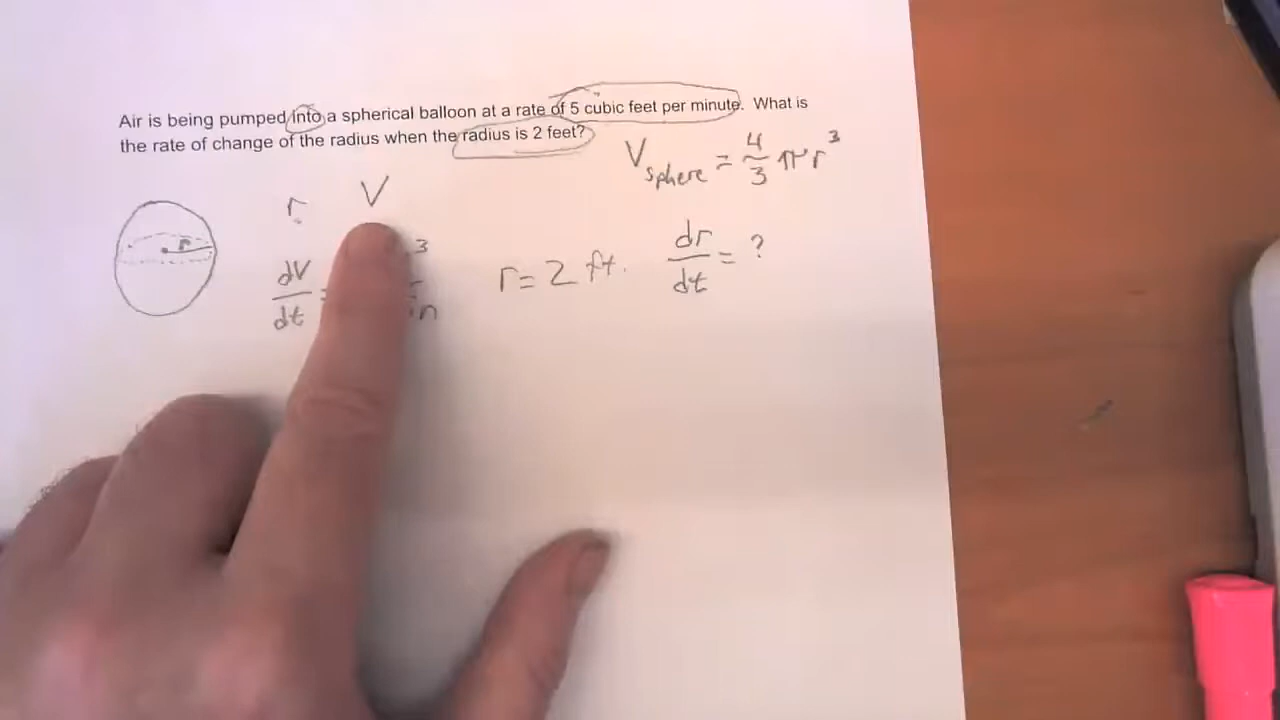 Air is being pumped into a spherical balloon at a rate of 5 cubic feet per minute. What is
the rate of change of the radius when the radius is 2 feet?
V sphere = 4/3 πr³
r V
r
dV/dt = 3 in
r = 2 ft.
dr/dt = ?